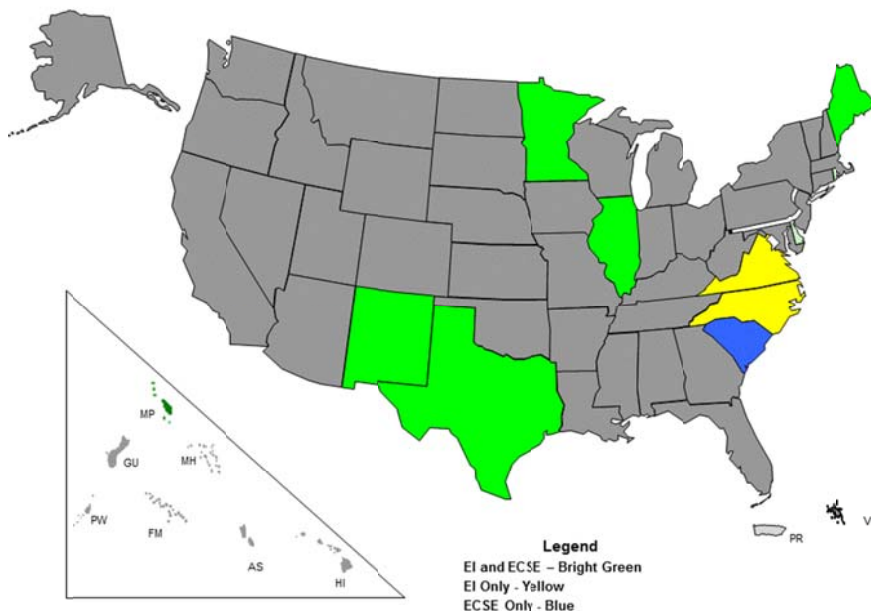 MP
GU
MH
PW
FM
AS
HI
PR
V
Legend
EI and ECSE – Bright Green
EI Only - Yellow
ECSE Only - Blue